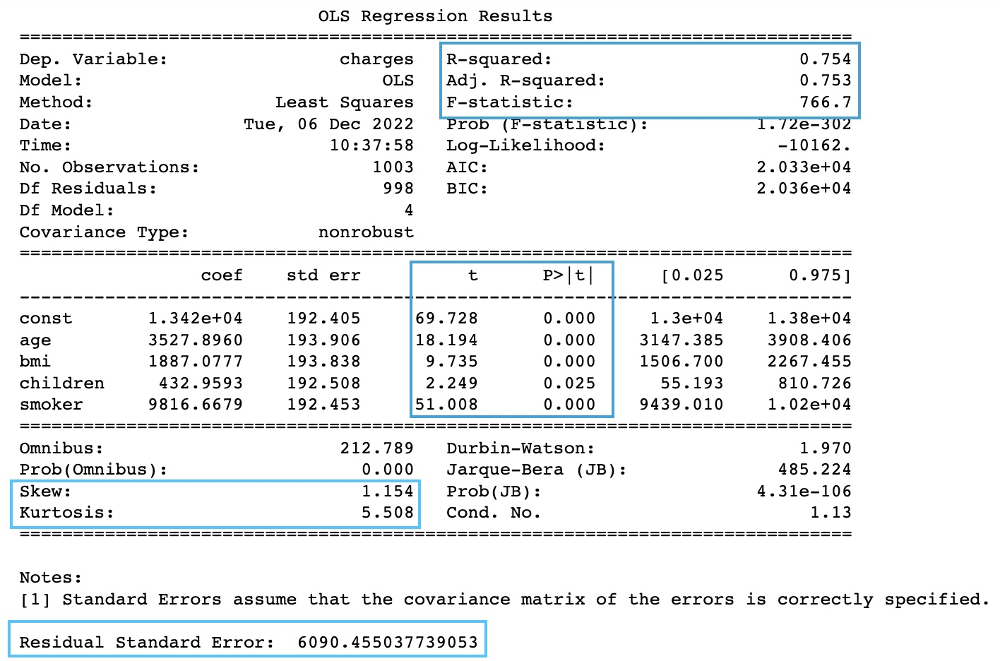 OLS Regression Results
==============================================================================
Dep. Variable: charges R-squared: 0.754
Model: OLS Adj. R-squared: 0.753
Method: Least Squares F-statistic: 766.7
Date: Tue, 06 Dec 2022 Prob (F-statistic): 1.72e-302
Time: 10:37:58 Log-Likelihood: -10162.
No. Observations: 1003 AIC: 2.033e+04
Df Residuals: 998 BIC: 2.036e+04
Df Model: 4
Covariance Type: nonrobust
==============================================================================
coef std err t P>|t| [0.025 0.975]
------------------------------------------------------------------------------
const 1.342e+04 192.405 69.728 0.000 1.3e+04 1.38e+04
age 3527.8960 193.906 18.194 0.000 3147.385 3908.406
bmi 1887.0777 193.838 9.735 0.000 1506.700 2267.455
children 432.9593 192.508 2.249 0.025 55.193 810.726
smoker 9816.6679 192.453 51.008 0.000 9439.010 1.02e+04
==============================================================================
Omnibus: 212.789 Durbin-Watson: 1.970
Prob(Omnibus): 0.000 Jarque-Bera (JB): 485.224
Skew: 1.154 Prob(JB): 4.31e-106
Kurtosis: 5.508 Cond. No. 1.13
==============================================================================
Notes:
[1] Standard Errors assume that the covariance matrix of the errors is correctly specified.
Residual Standard Error: 6090.455037739053